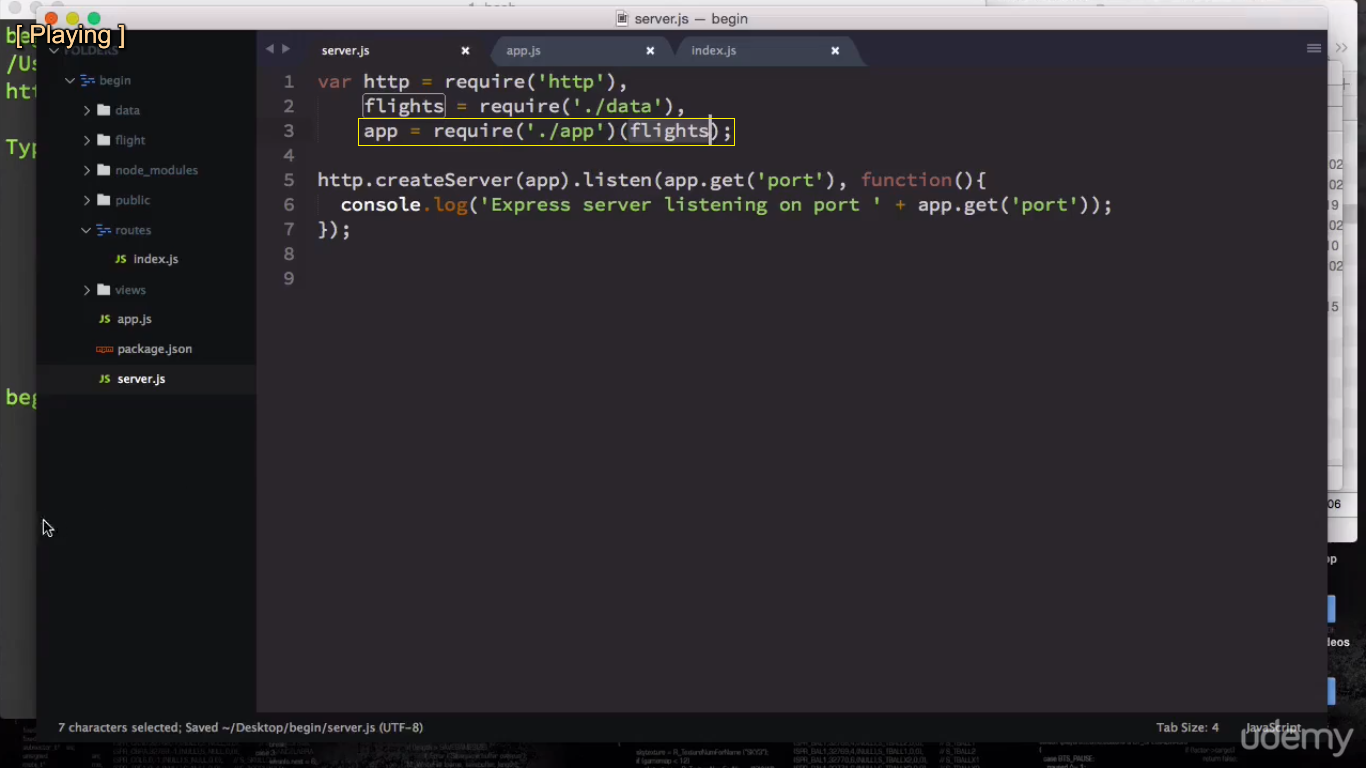 server.js — begin
[ Playing ]
FOLDERS
server.js
app.js
index.js
begin
data
flight
node_modules
public
routes
JS index.js
views
JS app.js
package.json
JS server.js
1 var http = require('http'),
2 flights = require('./data'),
3 app = require('./app')(flights);
4
5 http.createServer(app).listen(app.get('port'), function(){
6 console.log('Express server listening on port ' + app.get('port'));
7 });
8
9
7 characters selected; Saved ~/Desktop/begin/server.js (UTF-8)
Tab Size: 4
JavaScript
udemy